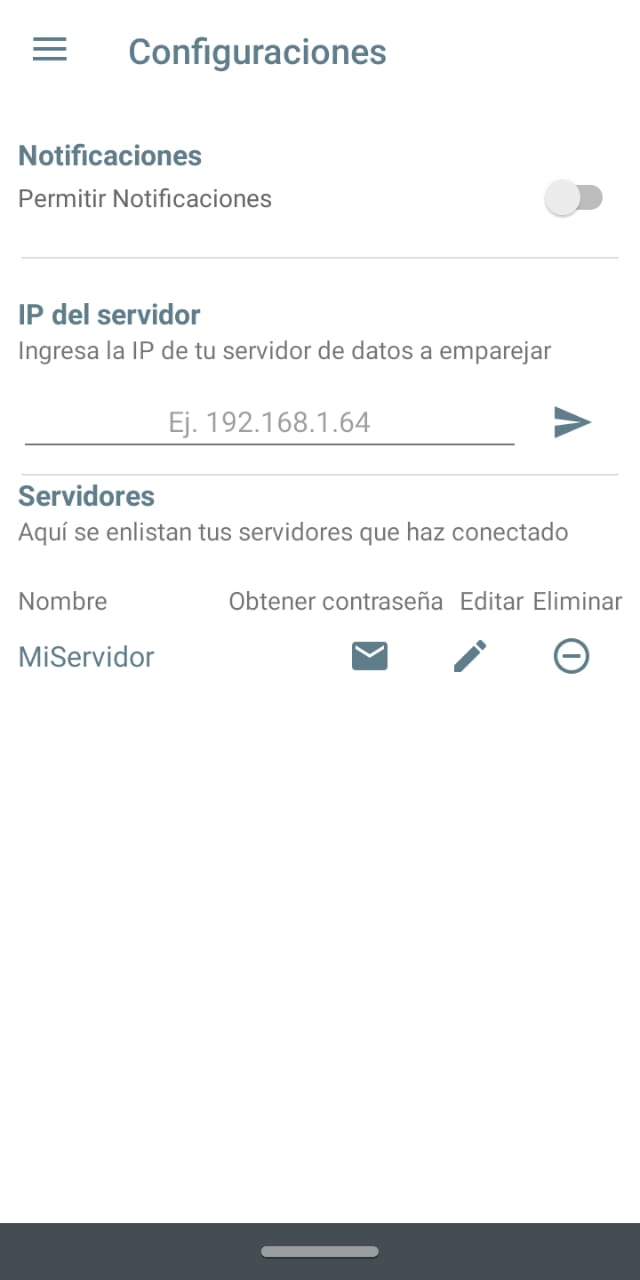 Configuraciones
Notificaciones
Permitir Notificaciones
IP del servidor
Ingresa la IP de tu servidor de datos a emparejar
Ej. 192.168.1.64
Servidores
Aquí se enlistan tus servidores que haz conectado
Nombre Obtener contraseña Editar Eliminar
MiServidor